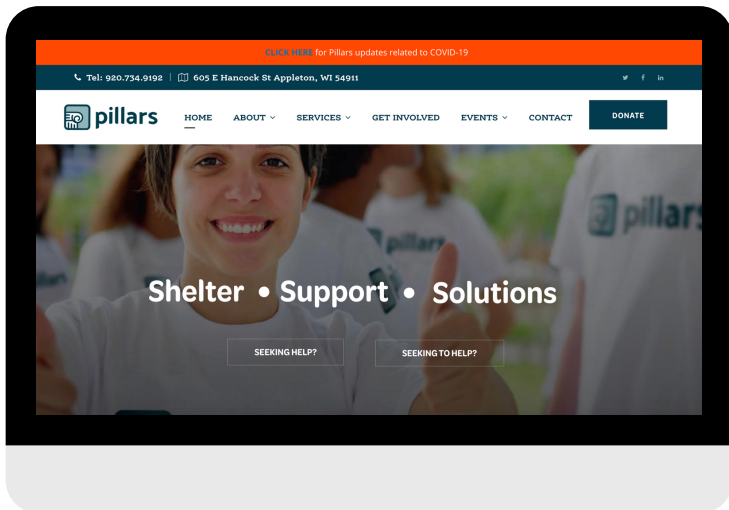 CLICK HERE for Pillars updates related to COVID-19
Tel: 920.734.9192 | 605 E Hancock St Appleton, WI 54911
pillars HOME ABOUT SERVICES GET INVOLVED EVENTS CONTACT DONATE
pillars
pillars
Shelter • Support • Solutions
SEEKING HELP? SEEKING TO HELP?